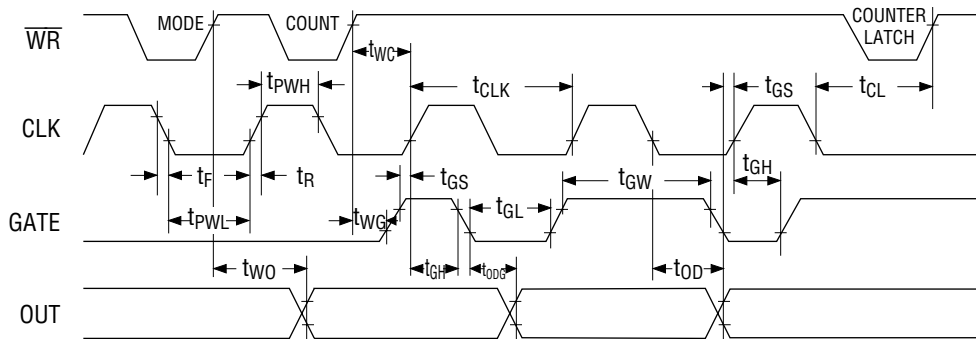 WR MODE COUNT COUNTER
LATCH
tWC
tPWH tCLK tGS tCL
CLK
tF tR tGS tGW tGH
GATE tPWL tWG tGL
tWO tGH tODG tOD
OUT